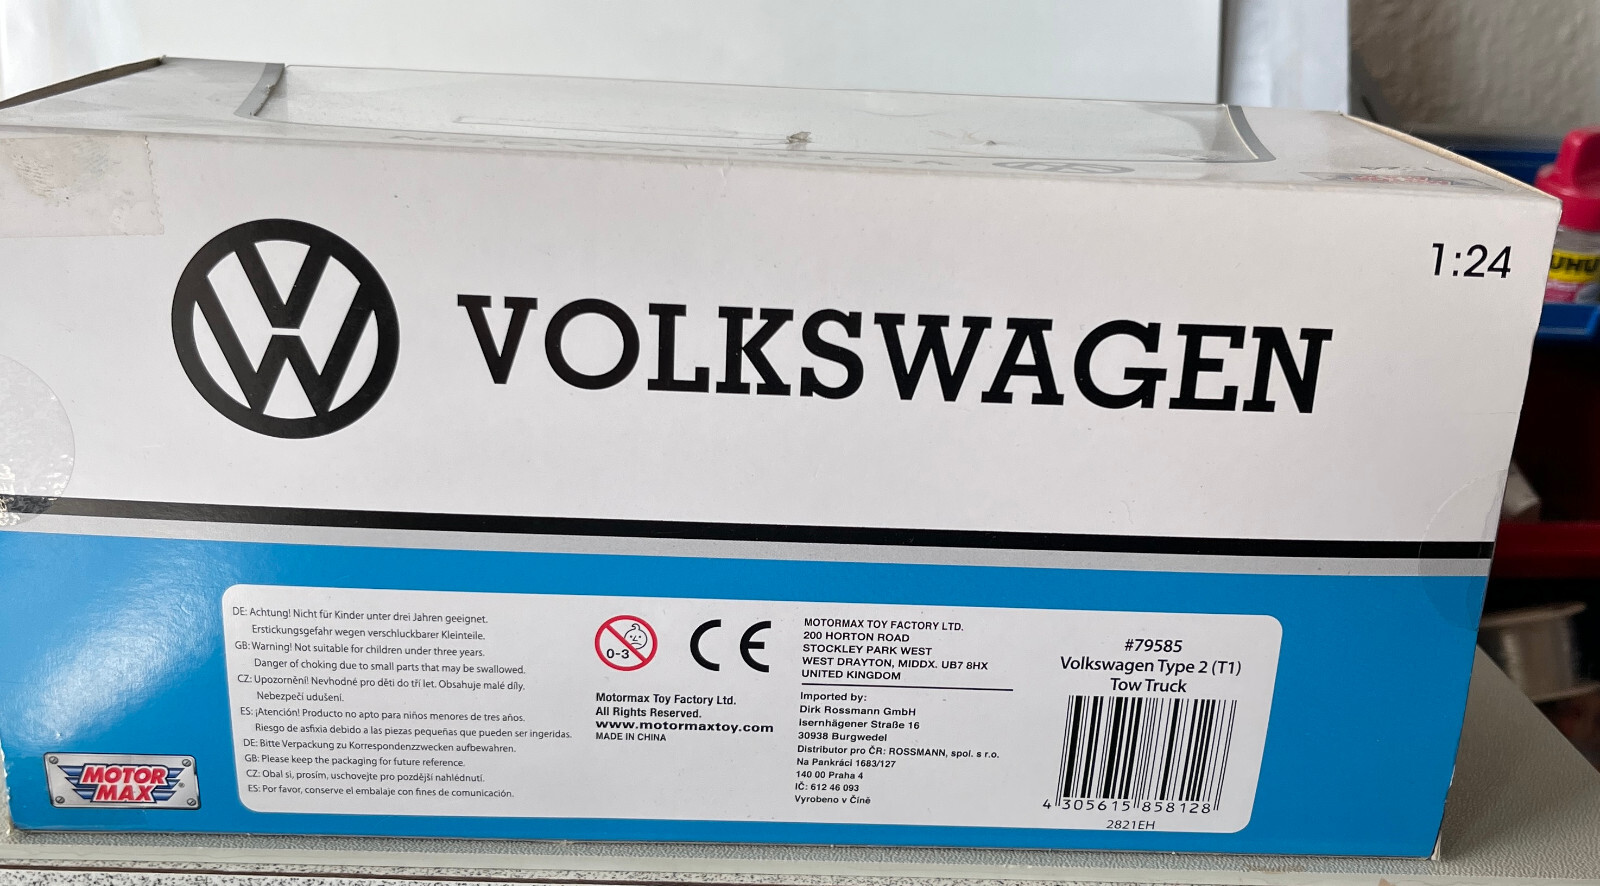 1:24
VOLKSWAGEN
DE: Achtung! Nicht für Kinder unter drei Jahren geeignet.
Erstickungsgefahr wegen verschluckbarer Kleinteile.
GB: Warning! Not suitable for children under three years.
Danger of choking due to small parts that may be swallowed.
CZ: Upozornění! Nevhodné pro děti do tří let. Obsahuje malé díly.
Nebezpečí udušení.
ES: ¡Atención! Producto no apto para niños menores de tres años.
Riesgo de asfixia debido a las piezas pequeñas que pueden ser ingeridas.
DE: Bitte Verpackung zu Korrespondenzzwecken aufbewahren.
GB: Please keep the packaging for future reference.
CZ: Obal si, prosím, uschovejte pro pozdější nahlédnutí.
ES: Por favor, conserve el embalaje con fines de comunicación.
MOTOR
MAX
0-3
CE
Motormax Toy Factory Ltd.
All Rights Reserved.
www.motormaxtoy.com
MADE IN CHINA
MOTORMAX TOY FACTORY LTD.
200 HORTON ROAD
STOCKLEY PARK WEST
WEST DRAYTON, MIDDX. UB7 8HX
UNITED KINGDOM
Imported by:
Dirk Rossmann GmbH
Isernhägener Straße 16
30938 Burgwedel
Distributor pro ČR: ROSSMANN, spol. s r.o.
Na Pankráci 1683/127
140 00 Praha 4
IČ: 612 46 093
Vyrobeno v Číně
#79585
Volkswagen Type 2 (T1)
Tow Truck
4 305615 858128
2821EH
UHU